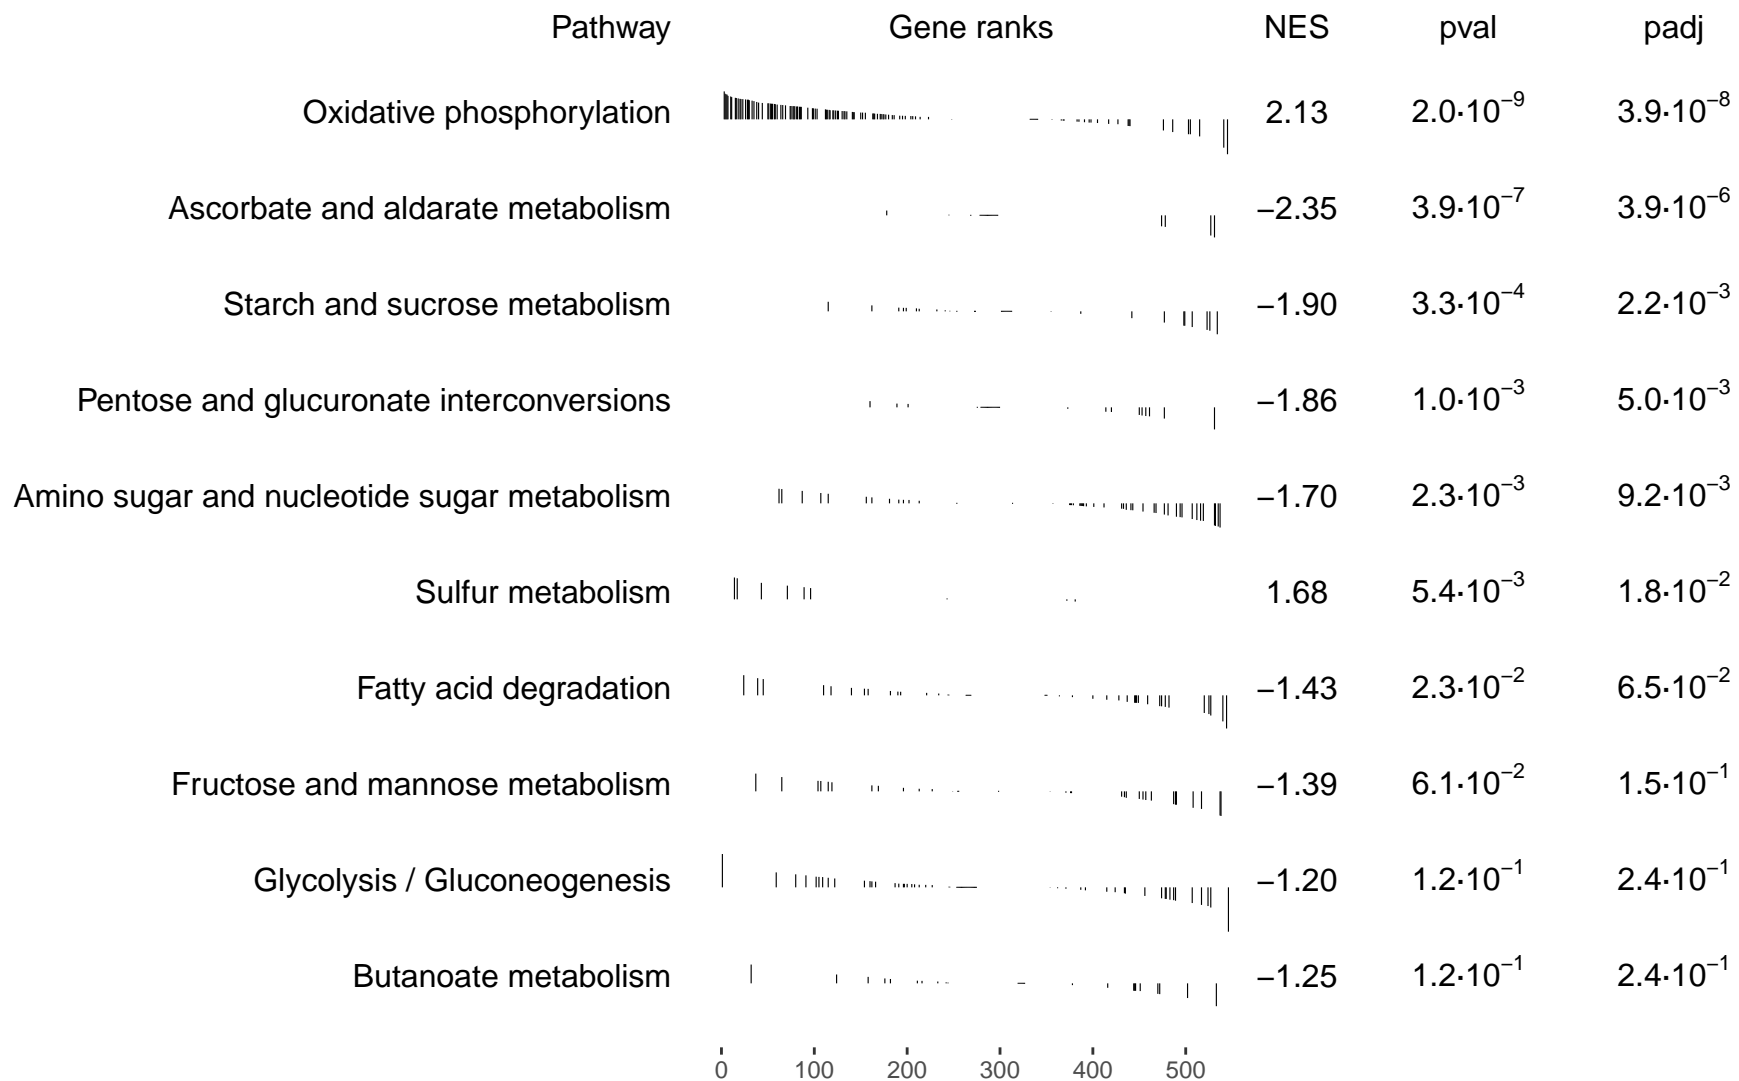 Pathway Gene ranks NES pval padj
Oxidative phosphorylation 2.13 2.0·10⁻⁹ 3.9·10⁻⁸
Ascorbate and aldarate metabolism −2.35 3.9·10⁻⁷ 3.9·10⁻⁶
Starch and sucrose metabolism −1.90 3.3·10⁻⁴ 2.2·10⁻³
Pentose and glucuronate interconversions −1.86 1.0·10⁻³ 5.0·10⁻³
Amino sugar and nucleotide sugar metabolism −1.70 2.3·10⁻³ 9.2·10⁻³
Sulfur metabolism 1.68 5.4·10⁻³ 1.8·10⁻²
Fatty acid degradation −1.43 2.3·10⁻² 6.5·10⁻²
Fructose and mannose metabolism −1.39 6.1·10⁻² 1.5·10⁻¹
Glycolysis / Gluconeogenesis −1.20 1.2·10⁻¹ 2.4·10⁻¹
Butanoate metabolism −1.25 1.2·10⁻¹ 2.4·10⁻¹
0 100 200 300 400 500